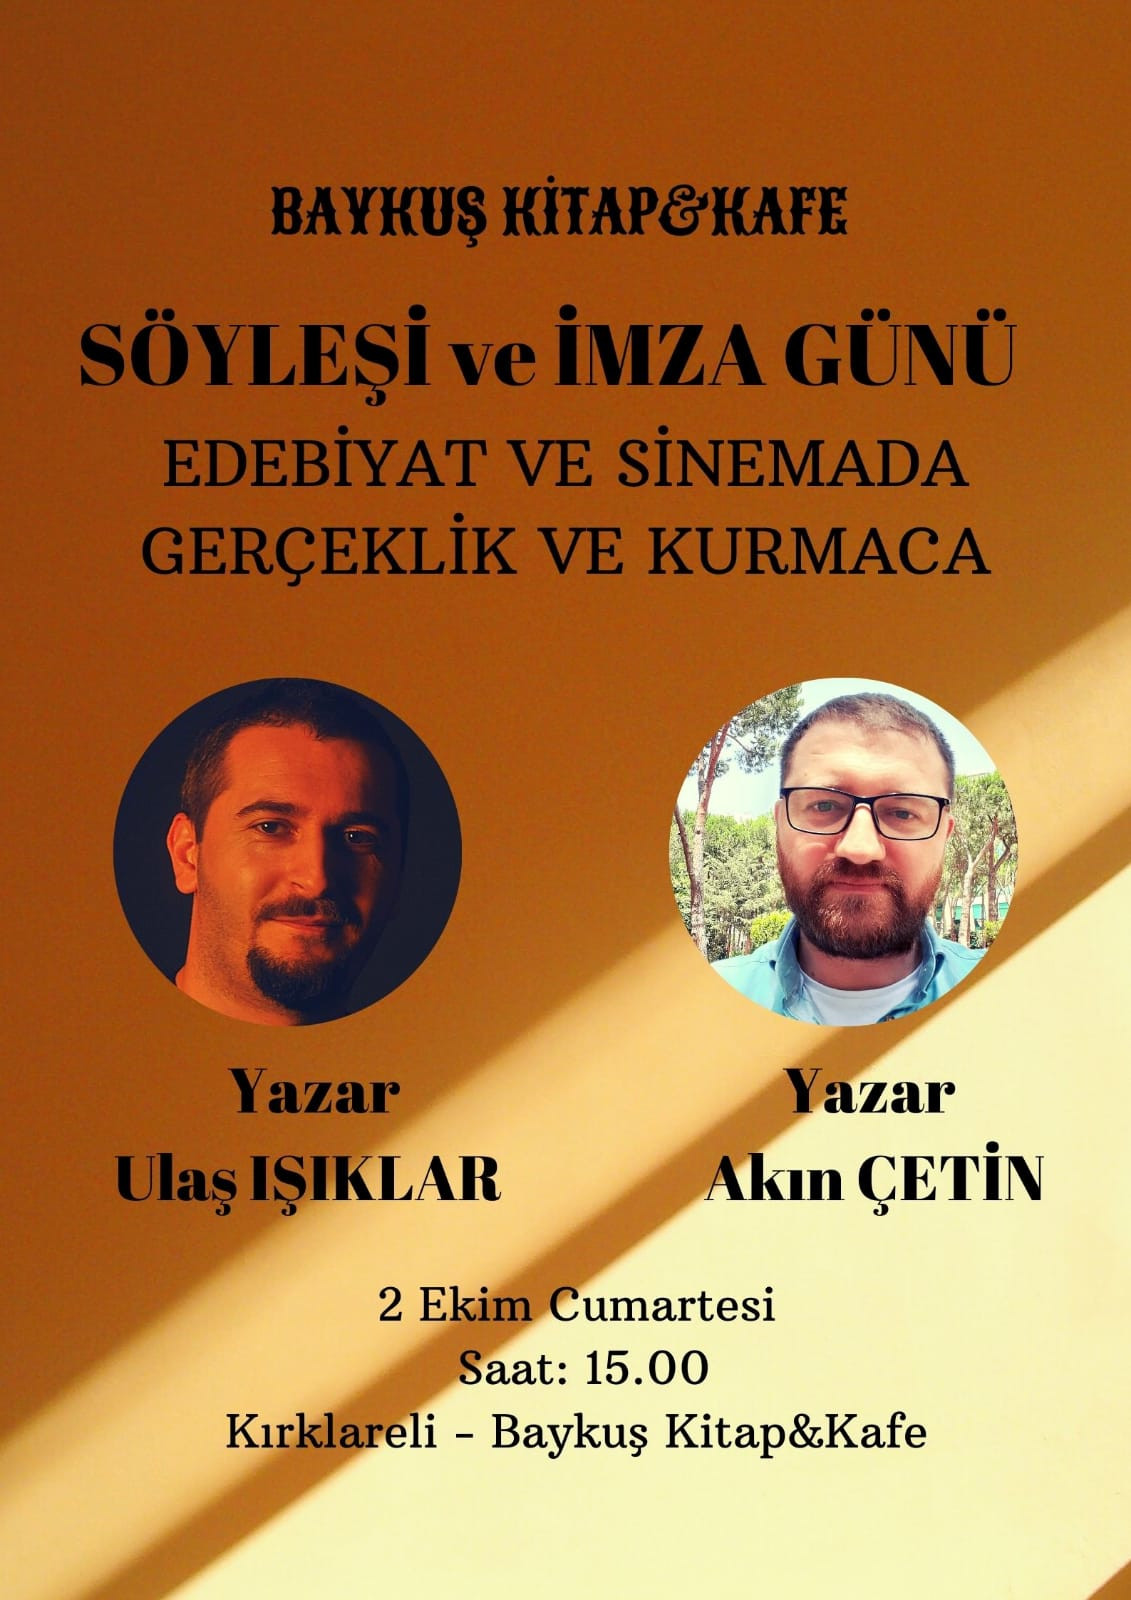 BAYKUŞ KİTAP&KAFE
SÖYLEŞİ ve İMZA GÜNÜ
EDEBİYAT VE SİNEMADA
GERÇEKLİK VE KURMACA
Yazar
Ulaş IŞIKLAR
Yazar
Akın ÇETİN
2 Ekim Cumartesi
Saat: 15.00
Kırklareli - Baykuş Kitap&Kafe